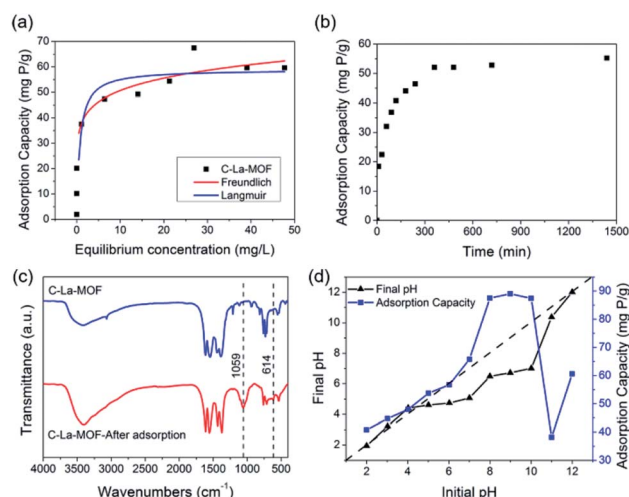 (a)
Adsorption Capacity (mg P/g)
70
60
50
40
30
20
10
0
C-La-MOF
Freundlich
Langmuir
0 10 20 30 40 50
Equilibrium concentration (mg/L)
(b)
Adsorption Capacity (mg P/g)
70
60
50
40
30
20
10
0
0 300 600 900 1200 1500
Time (min)
(c)
Transmittance (a.u.)
C-La-MOF
1059
614
C-La-MOF-After adsorption
4000 3500 3000 2500 2000 1500 1000 500
Wavenumbers (cm⁻¹)
(d)
Final pH
12
10
8
6
4
2
Final pH
Adsorption Capacity
Adsorption Capacity (mg P/g)
100
90
80
70
60
50
40
30
2 4 6 8 10 12
Initial pH